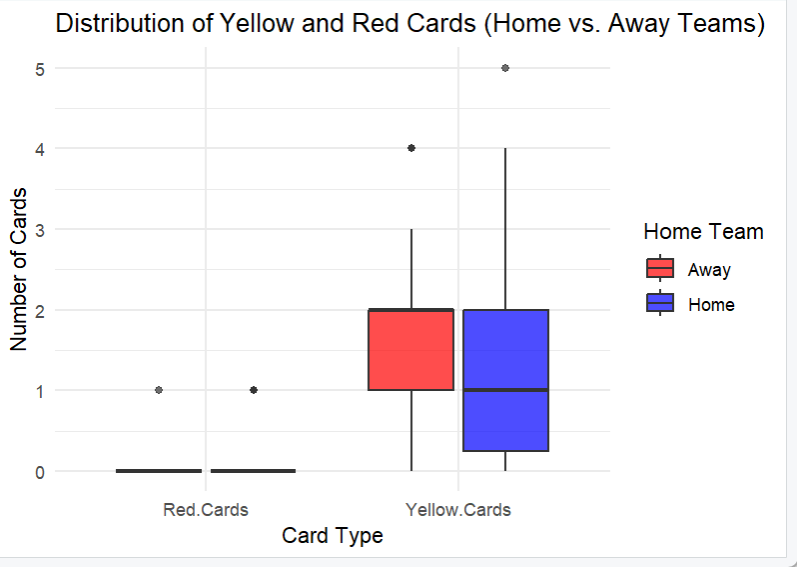 Distribution of Yellow and Red Cards (Home vs. Away Teams)
Number of Cards
5
4
3
2
1
0
Red.Cards
Yellow.Cards
Card Type
Home Team
Away
Home